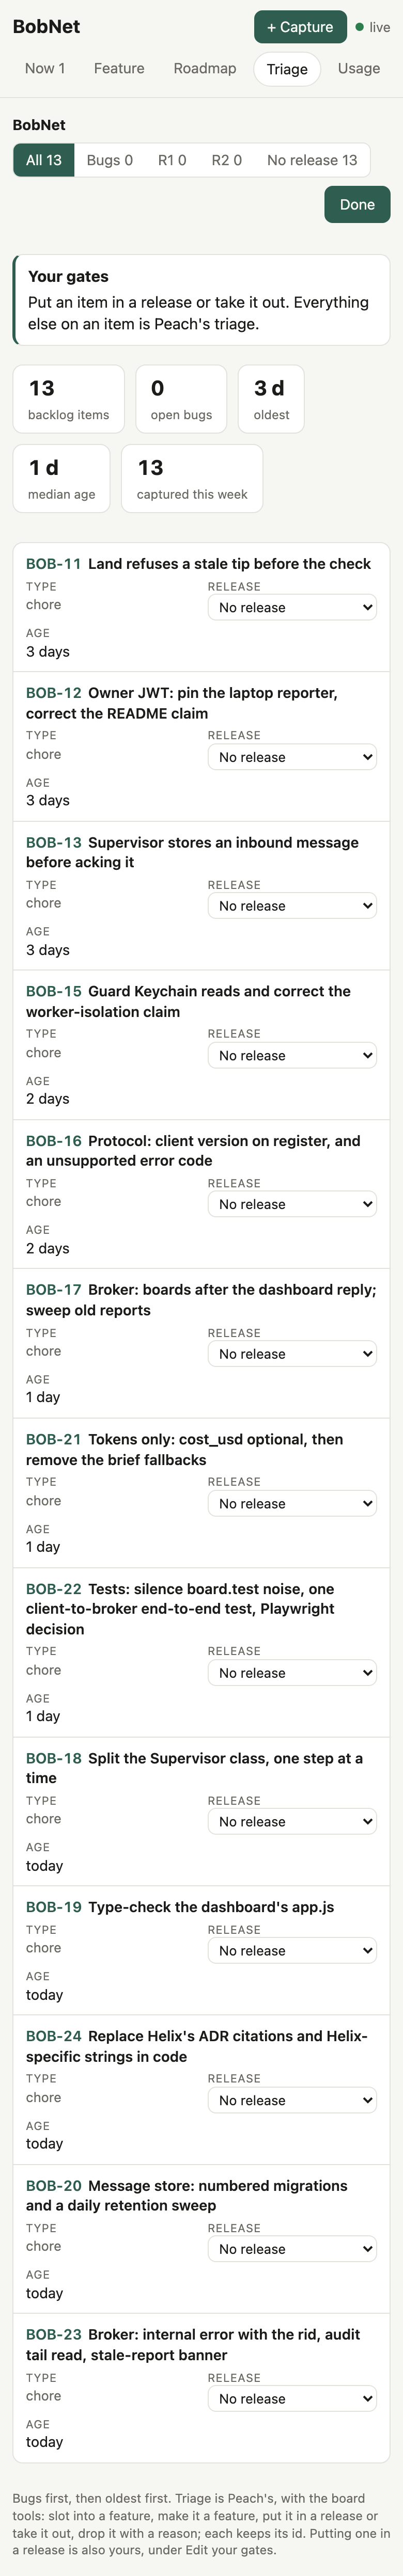 BobNet
+ Capture
live
Now 1
Feature
Roadmap
Triage
Usage
BobNet
All 13
Bugs 0
R1 0
R2 0
No release 13
Done
Your gates
Put an item in a release or take it out. Everything
else on an item is Peach's triage.
13
backlog items
0
open bugs
3 d
oldest
1 d
median age
13
captured this week
BOB-11 Land refuses a stale tip before the check
TYPE
chore
RELEASE
No release
AGE
3 days
BOB-12 Owner JWT: pin the laptop reporter,
correct the README claim
TYPE
chore
RELEASE
No release
AGE
3 days
BOB-13 Supervisor stores an inbound message
before acking it
TYPE
chore
RELEASE
No release
AGE
3 days
BOB-15 Guard Keychain reads and correct the
worker-isolation claim
TYPE
chore
RELEASE
No release
AGE
2 days
BOB-16 Protocol: client version on register, and
an unsupported error code
TYPE
chore
RELEASE
No release
AGE
2 days
BOB-17 Broker: boards after the dashboard reply;
sweep old reports
TYPE
chore
RELEASE
No release
AGE
1 day
BOB-21 Tokens only: cost_usd optional, then
remove the brief fallbacks
TYPE
chore
RELEASE
No release
AGE
1 day
BOB-22 Tests: silence board.test noise, one
client-to-broker end-to-end test, Playwright
decision
TYPE
chore
RELEASE
No release
AGE
1 day
BOB-18 Split the Supervisor class, one step at a
time
TYPE
chore
RELEASE
No release
AGE
today
BOB-19 Type-check the dashboard's app.js
TYPE
chore
RELEASE
No release
AGE
today
BOB-24 Replace Helix's ADR citations and Helix-
specific strings in code
TYPE
chore
RELEASE
No release
AGE
today
BOB-20 Message store: numbered migrations
and a daily retention sweep
TYPE
chore
RELEASE
No release
AGE
today
BOB-23 Broker: internal error with the rid, audit
tail read, stale-report banner
TYPE
chore
RELEASE
No release
AGE
today
Bugs first, then oldest first. Triage is Peach's, with the board
tools: slot into a feature, make it a feature, put it in a release or
take it out, drop it with a reason; each keeps its id. Putting one in
a release is also yours, under Edit your gates.